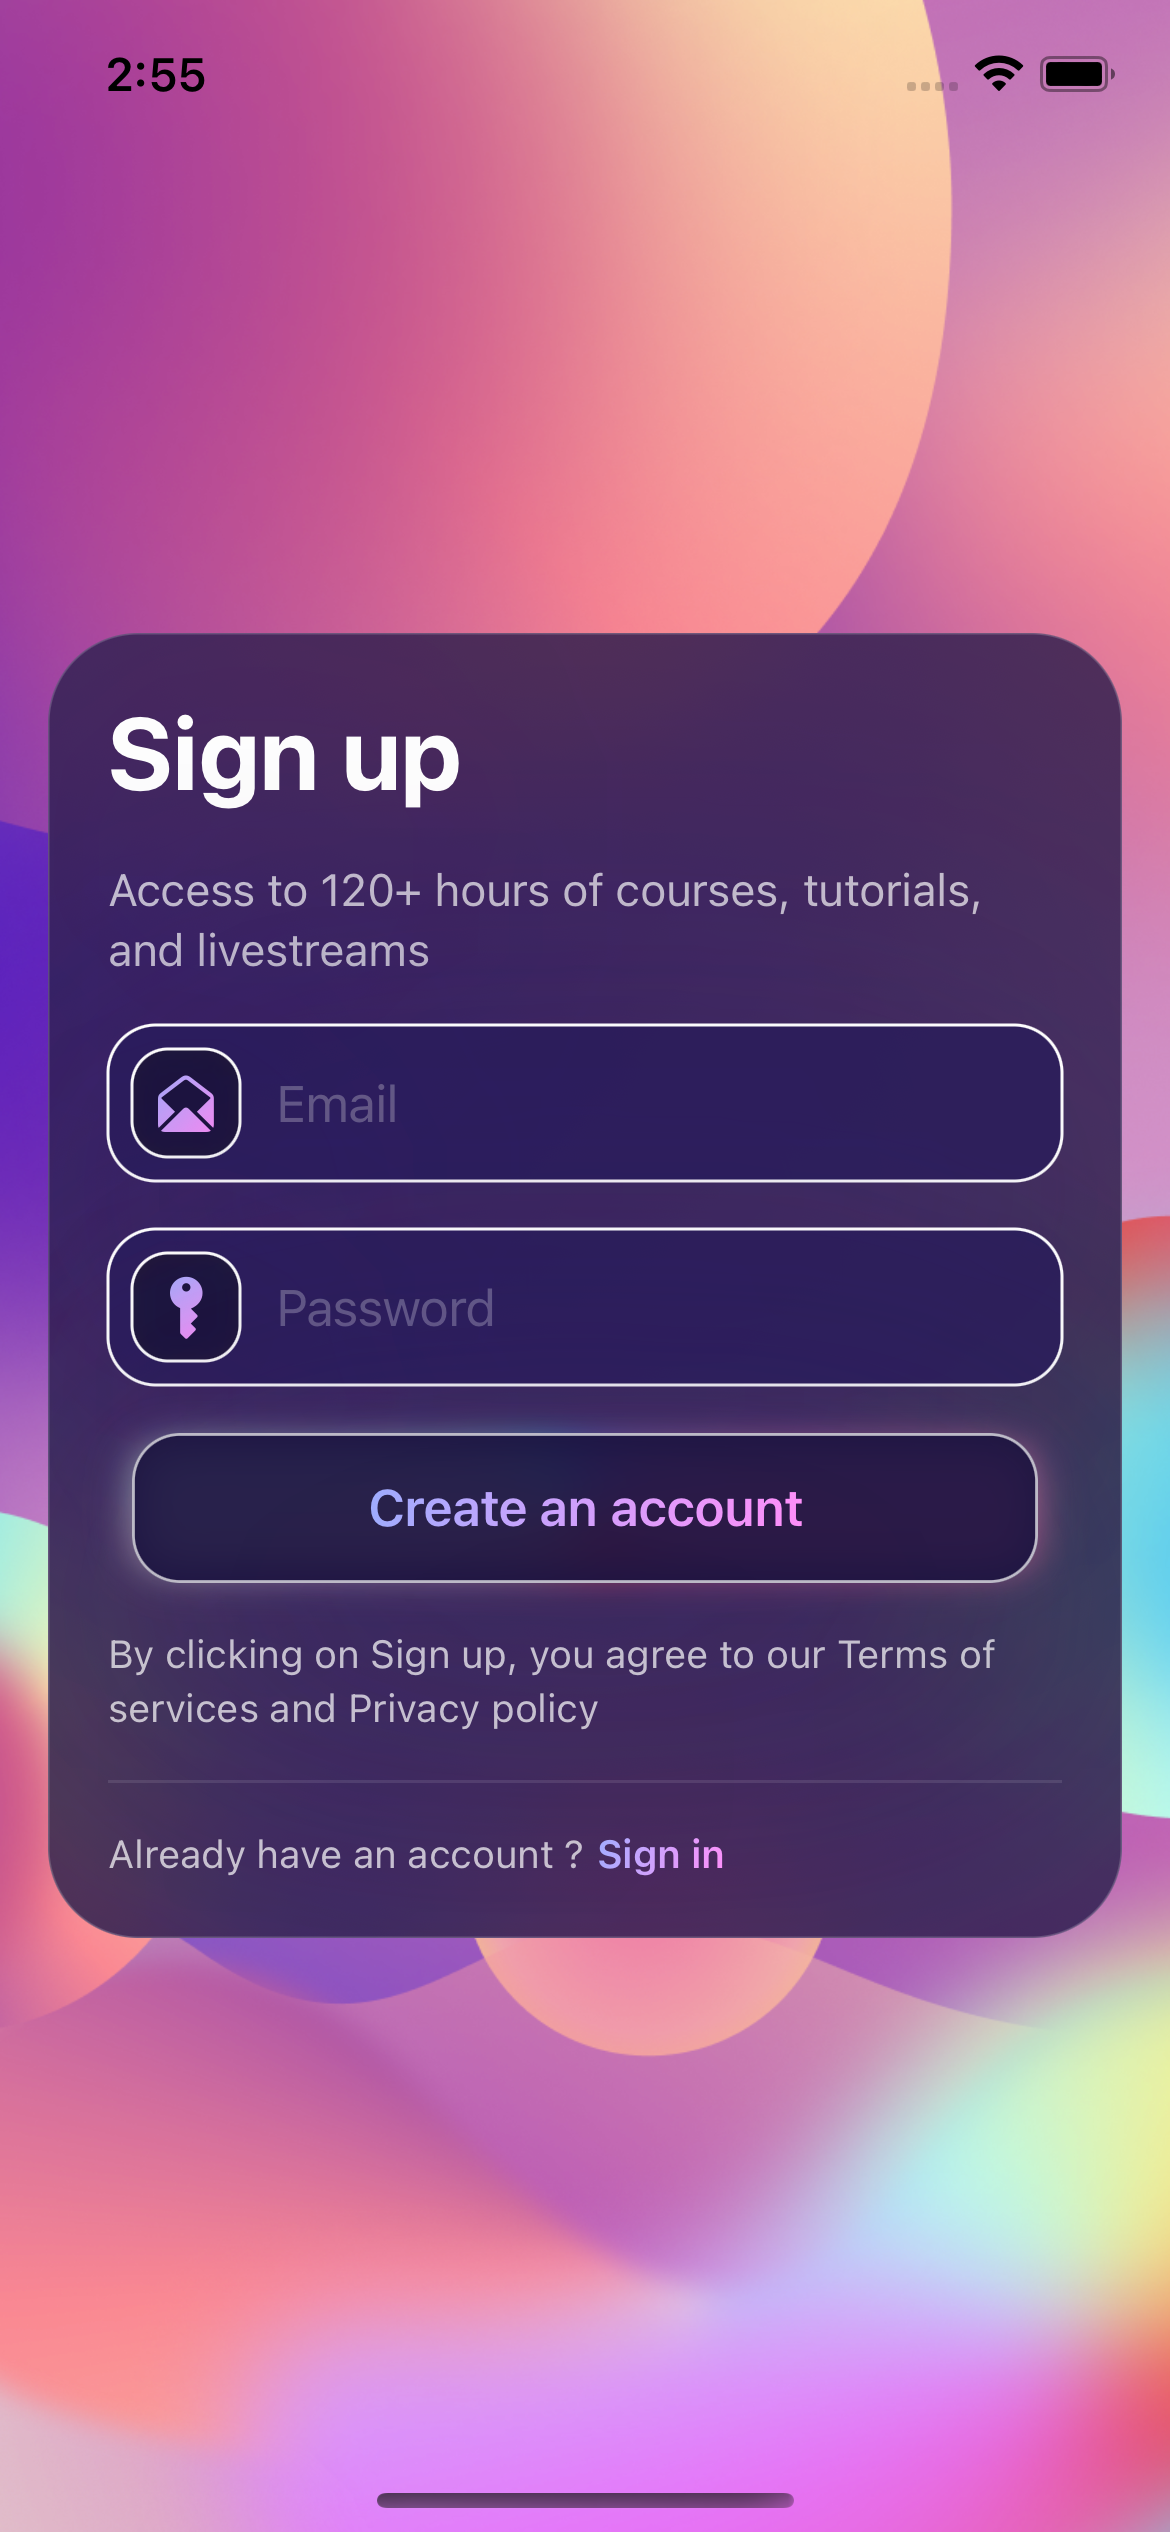 2:55
Sign up
Access to 120+ hours of courses, tutorials,
and livestreams
Email
Password
Create an account
By clicking on Sign up, you agree to our Terms of
services and Privacy policy
Already have an account ? Sign in